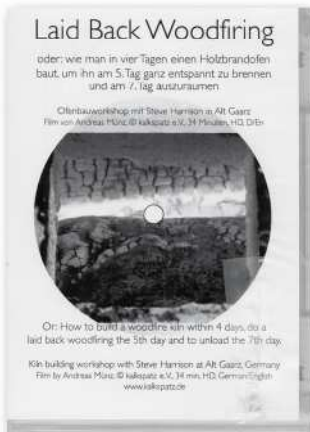 Laid Back Woodfiring
oder: wie man in vier Tagen einen Holzbrandofen
baut, um ihn am 5. Tag ganz entspannt zu brennen
und am 7. Tag auszuräumen
Ofenbauworkshop mit Steve Harrison in Alt Gaarz
Film von Andreas Münz, © kalkspatz e.V., 34 Minuten, HD, D/En
Or: How to build a woodfire kiln within 4 days, do a
laid back woodfiring the 5th day and to unload the 7th day.
Kiln building workshop with Steve Harrison at Alt Gaarz, Germany
Film by Andreas Münz © kalkspatz e.V., 34 min, HD, German/English
www.kalkspatz.de